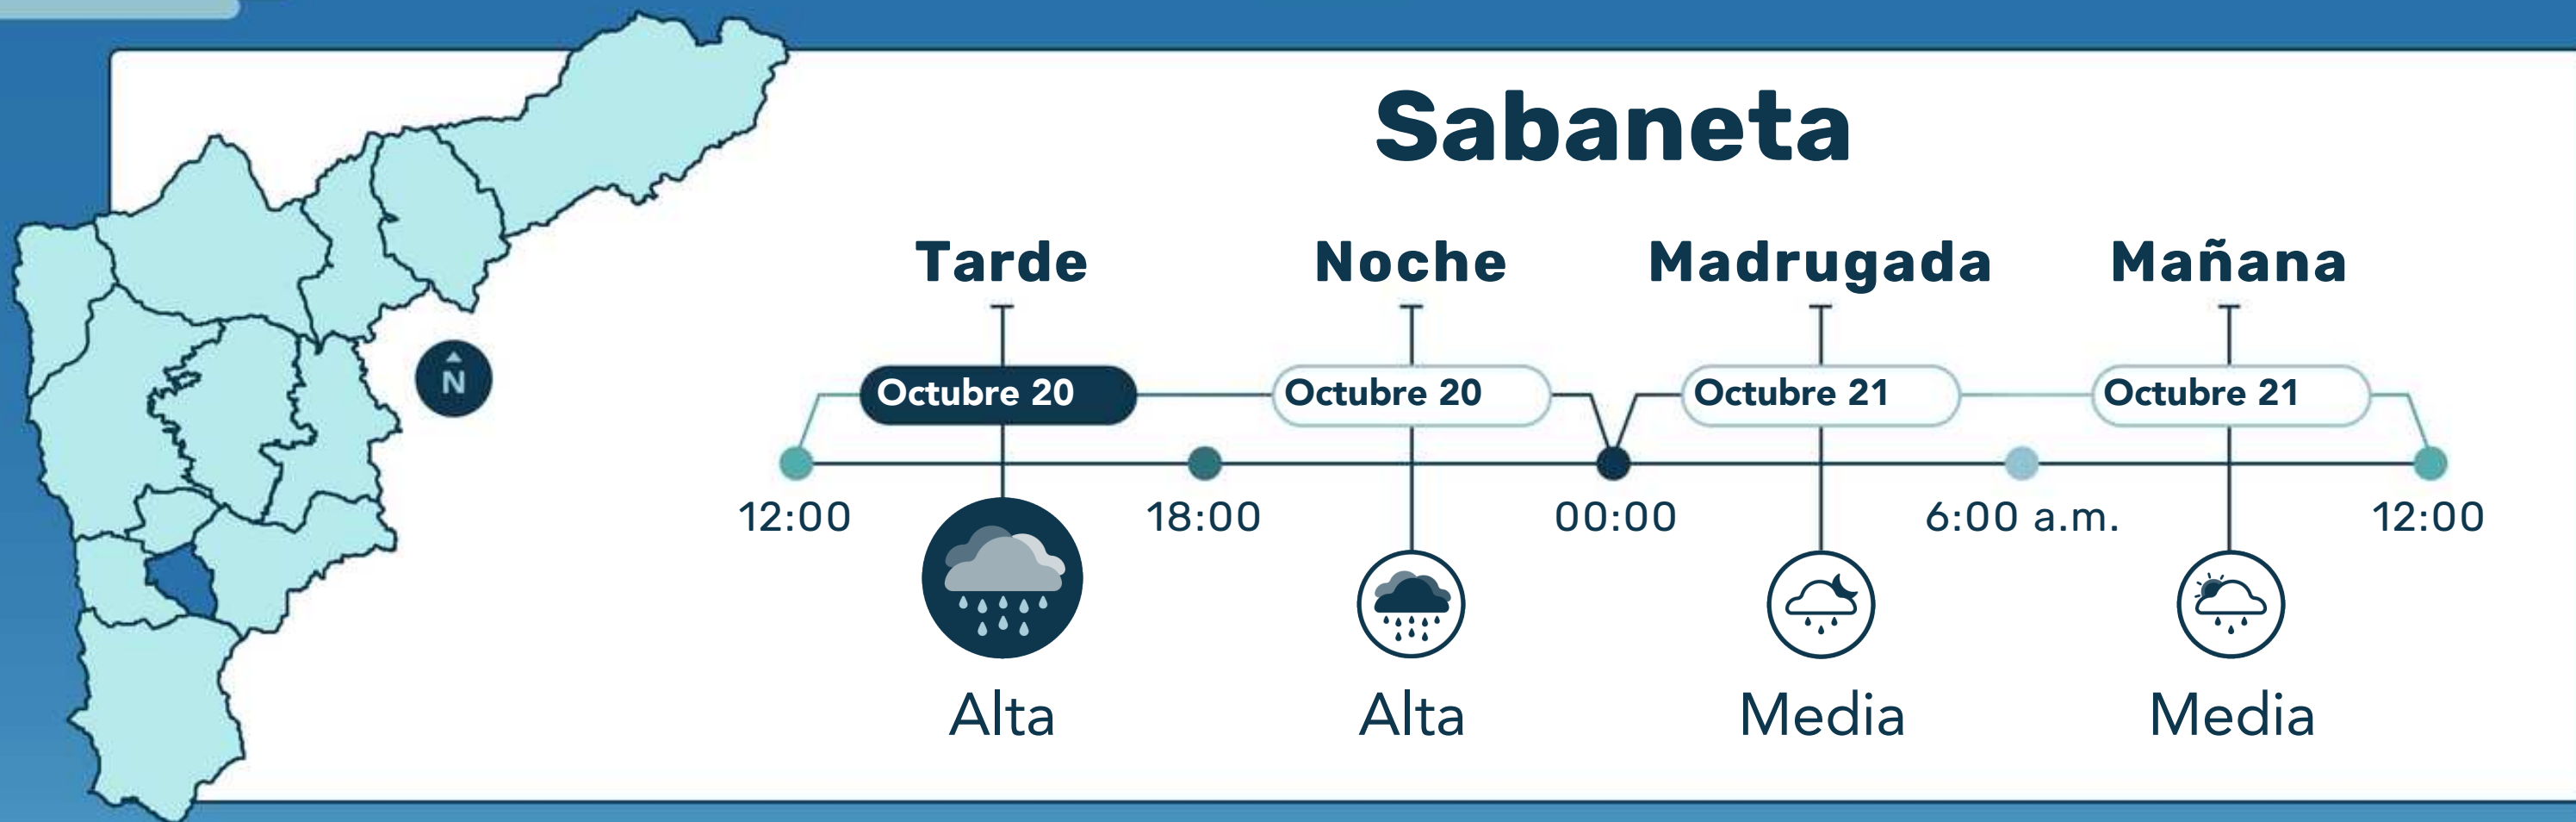 Sabaneta
Tarde Noche Madrugada Mañana
N
Octubre 20 Octubre 20 Octubre 21 Octubre 21
12:00 18:00 00:00 6:00 a.m. 12:00
Alta Alta Media Media